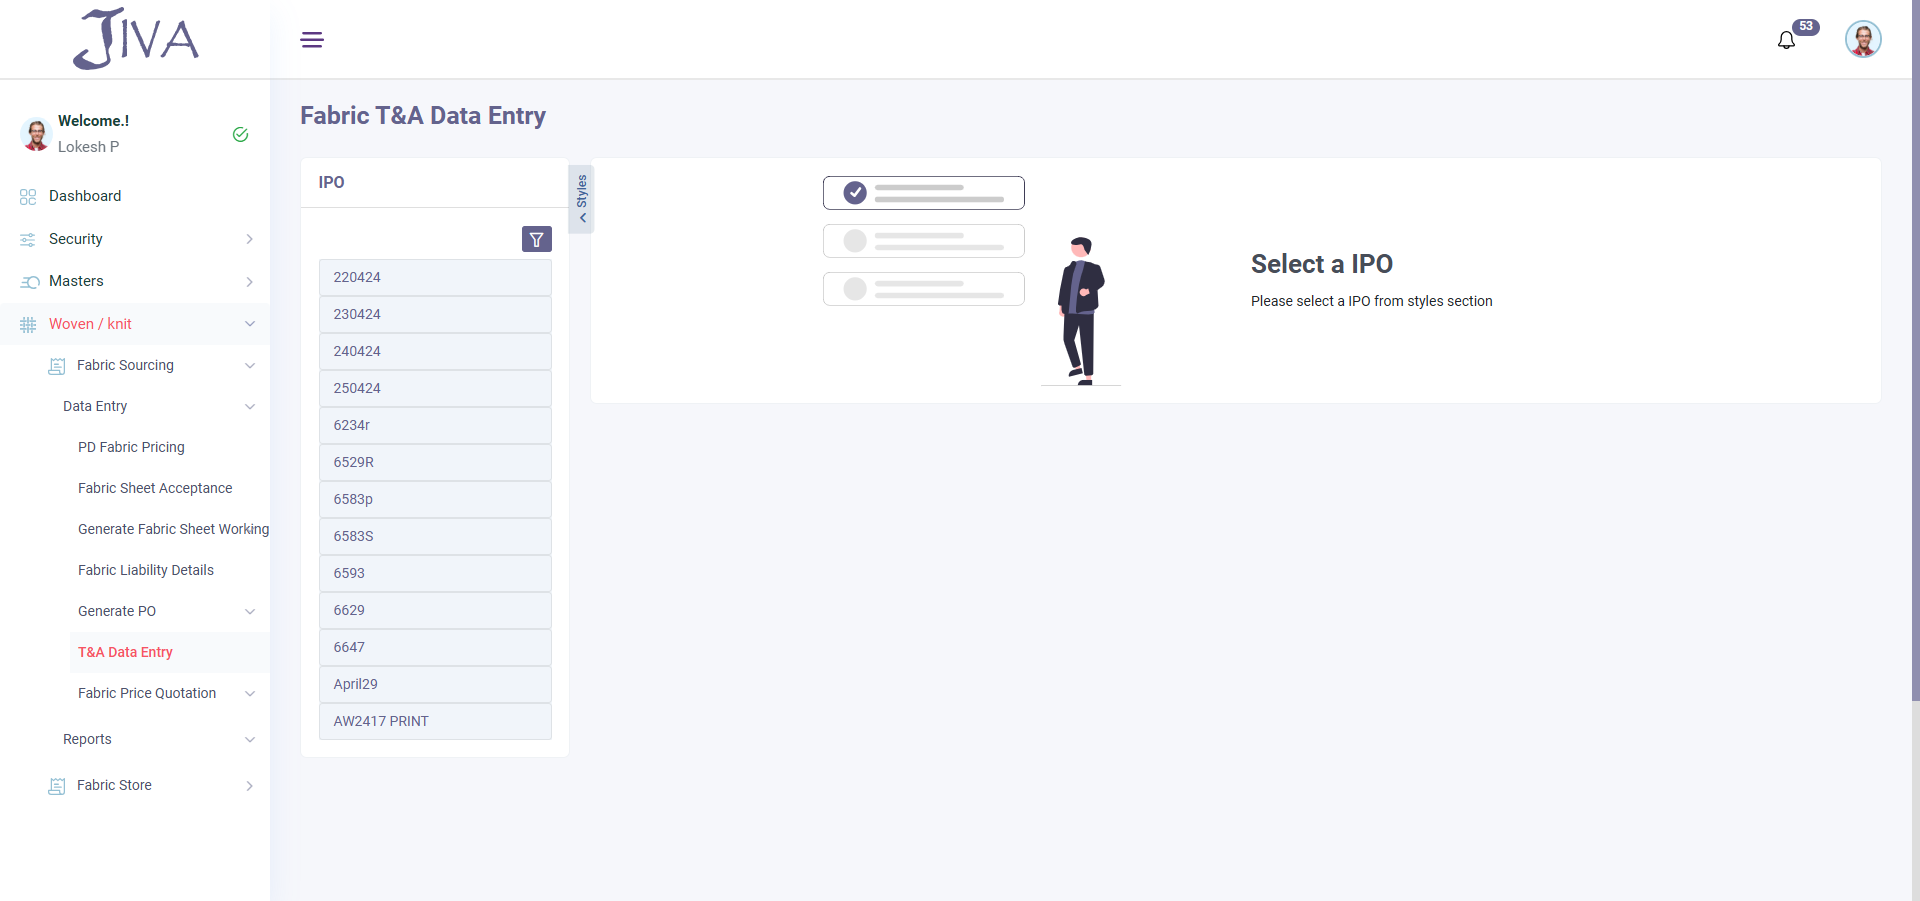 JIVA
53
Welcome.!
Lokesh P
Dashboard
Security
Masters
Woven / knit
Fabric Sourcing
Data Entry
PD Fabric Pricing
Fabric Sheet Acceptance
Generate Fabric Sheet Working
Fabric Liability Details
Generate PO
T&A Data Entry
Fabric Price Quotation
Reports
Fabric Store
Fabric T&A Data Entry
IPO
Styles
220424
230424
240424
250424
6234r
6529R
6583p
6583S
6593
6629
6647
April29
AW2417 PRINT
Select a IPO
Please select a IPO from styles section